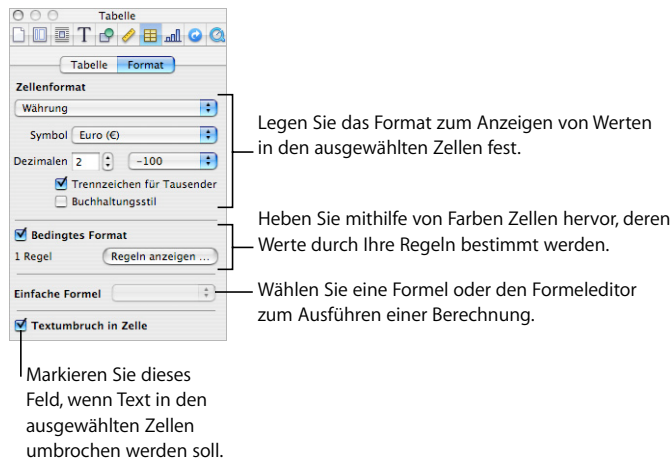 Tabelle
T
Tabelle Format
Zellenformat
Währung
Symbol Euro (€)
Dezimalen 2 -100
Trennzeichen für Tausender
Buchhaltungsstil
Bedingtes Format
1 Regel Regeln anzeigen ...
Einfache Formel
Textumbruch in Zelle
Legen Sie das Format zum Anzeigen von Werten
in den ausgewählten Zellen fest.
Heben Sie mithilfe von Farben Zellen hervor, deren
Werte durch Ihre Regeln bestimmt werden.
Wählen Sie eine Formel oder den Formeleditor
zum Ausführen einer Berechnung.
Markieren Sie dieses
Feld, wenn Text in den
ausgewählten Zellen
umbrochen werden soll.